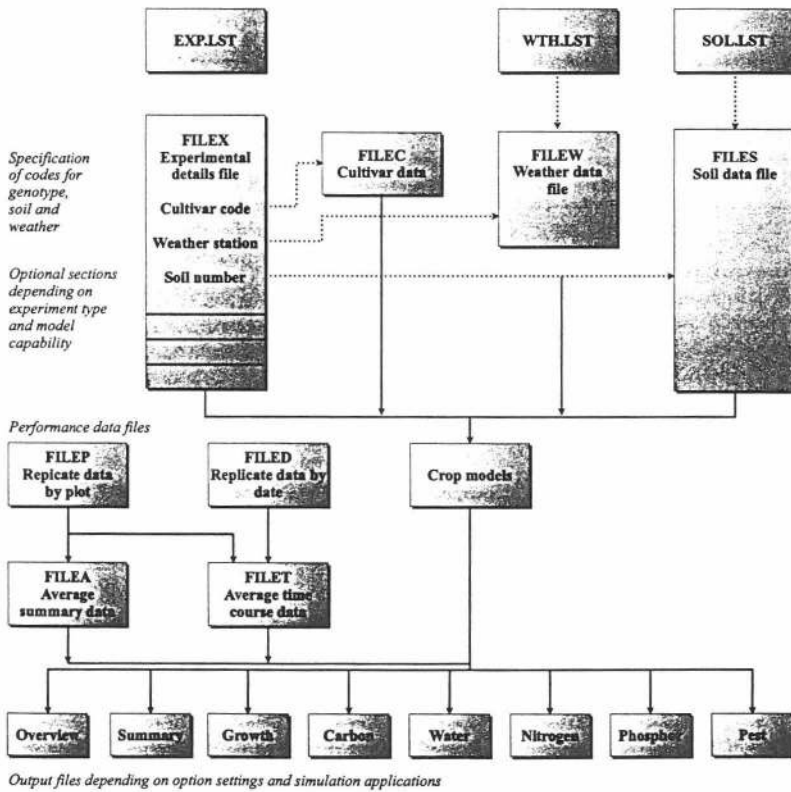 EXP.LST
WTH.LST
SOL.LST
Specification
of codes for
genotype,
soil and
weather
Optional sections
depending on
experiment type
and model
capability
FILEX
Experimental
details file
Cultivar code
Weather station
Soil number
FILEC
Cultivar data
FILEW
Weather data
file
FILES
Soil data file
Performance data files
FILEP
Repicate data
by plot
FILED
Replicate data by
date
Crop models
FILEA
Average
summary data
FILET
Average time
course data
Overview
Summary
Growth
Carbon
Water
Nitrogen
Phosphor
Pest
Output files depending on option settings and simulation applications